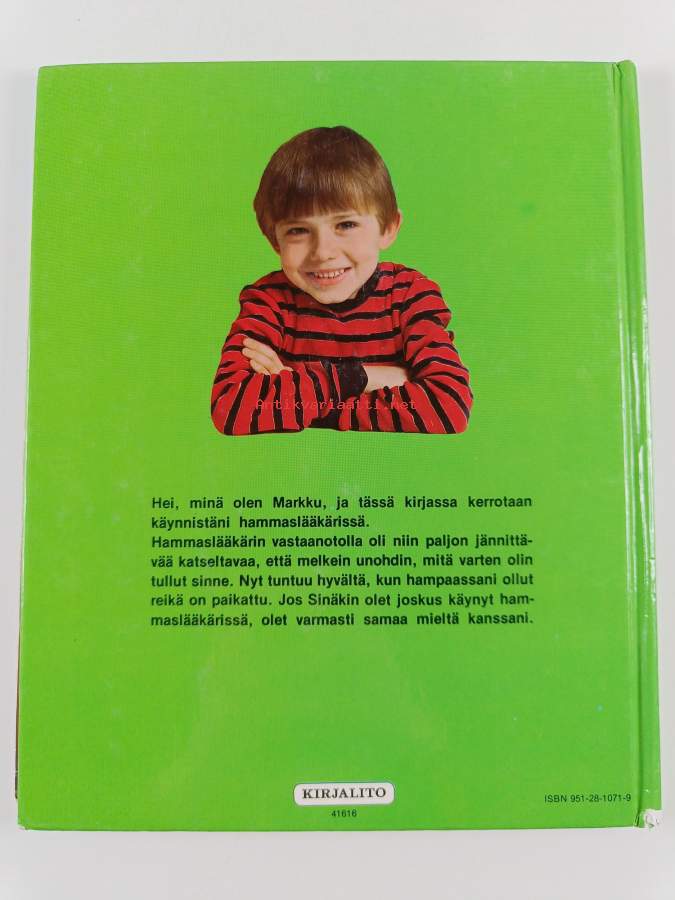 Antikvariaatti.net
Hei, minä olen Markku, ja tässä kirjassa kerrotaan
käynnistäni hammaslääkärissä.
Hammaslääkärin vastaanotolla oli niin paljon jännittä-
vää katseltavaa, että melkein unohdin, mitä varten olin
tullut sinne. Nyt tuntuu hyvältä, kun hampaassani ollut
reikä on paikattu. Jos Sinäkin olet joskus käynyt ham-
maslääkärissä, olet varmasti samaa mieltä kanssani.
KIRJALITO
41616
ISBN 951-28-1071-9